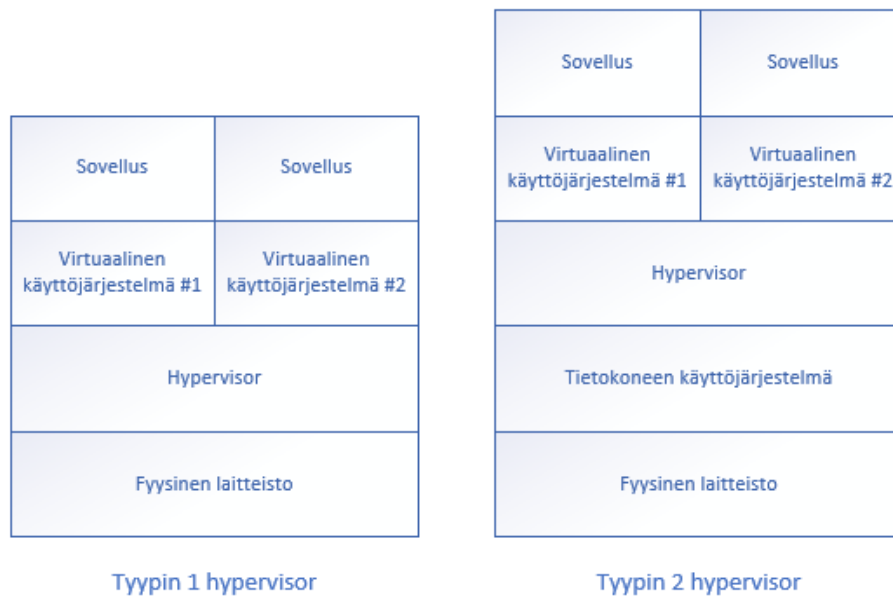 Sovellus
Sovellus
Virtuaalinen
käyttöjärjestelmä #1
Virtuaalinen
käyttöjärjestelmä #2
Hypervisor
Fyysinen laitteisto
Tyypin 1 hypervisor
Sovellus
Sovellus
Virtuaalinen
käyttöjärjestelmä #1
Virtuaalinen
käyttöjärjestelmä #2
Hypervisor
Tietokoneen käyttöjärjestelmä
Fyysinen laitteisto
Tyypin 2 hypervisor